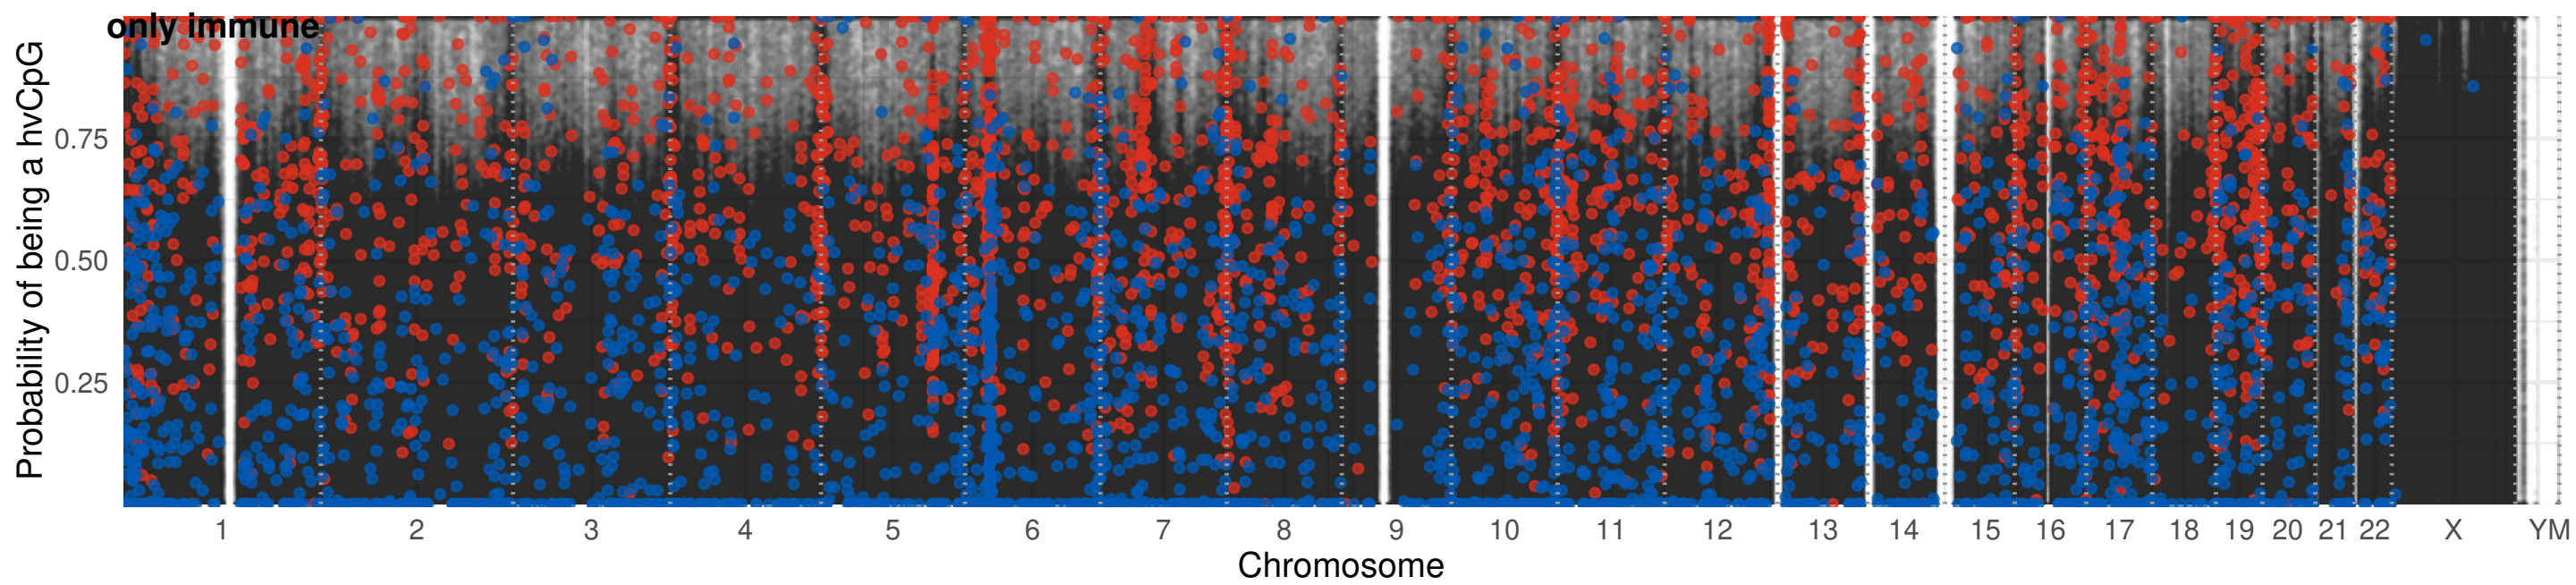 only immune
Probability of being a hvCpG
0.75
0.50
0.25
1 2 3 4 5 6 7 8 9 10 11 12 13 14 15 16 17 18 19 20 21 22 X YM
Chromosome